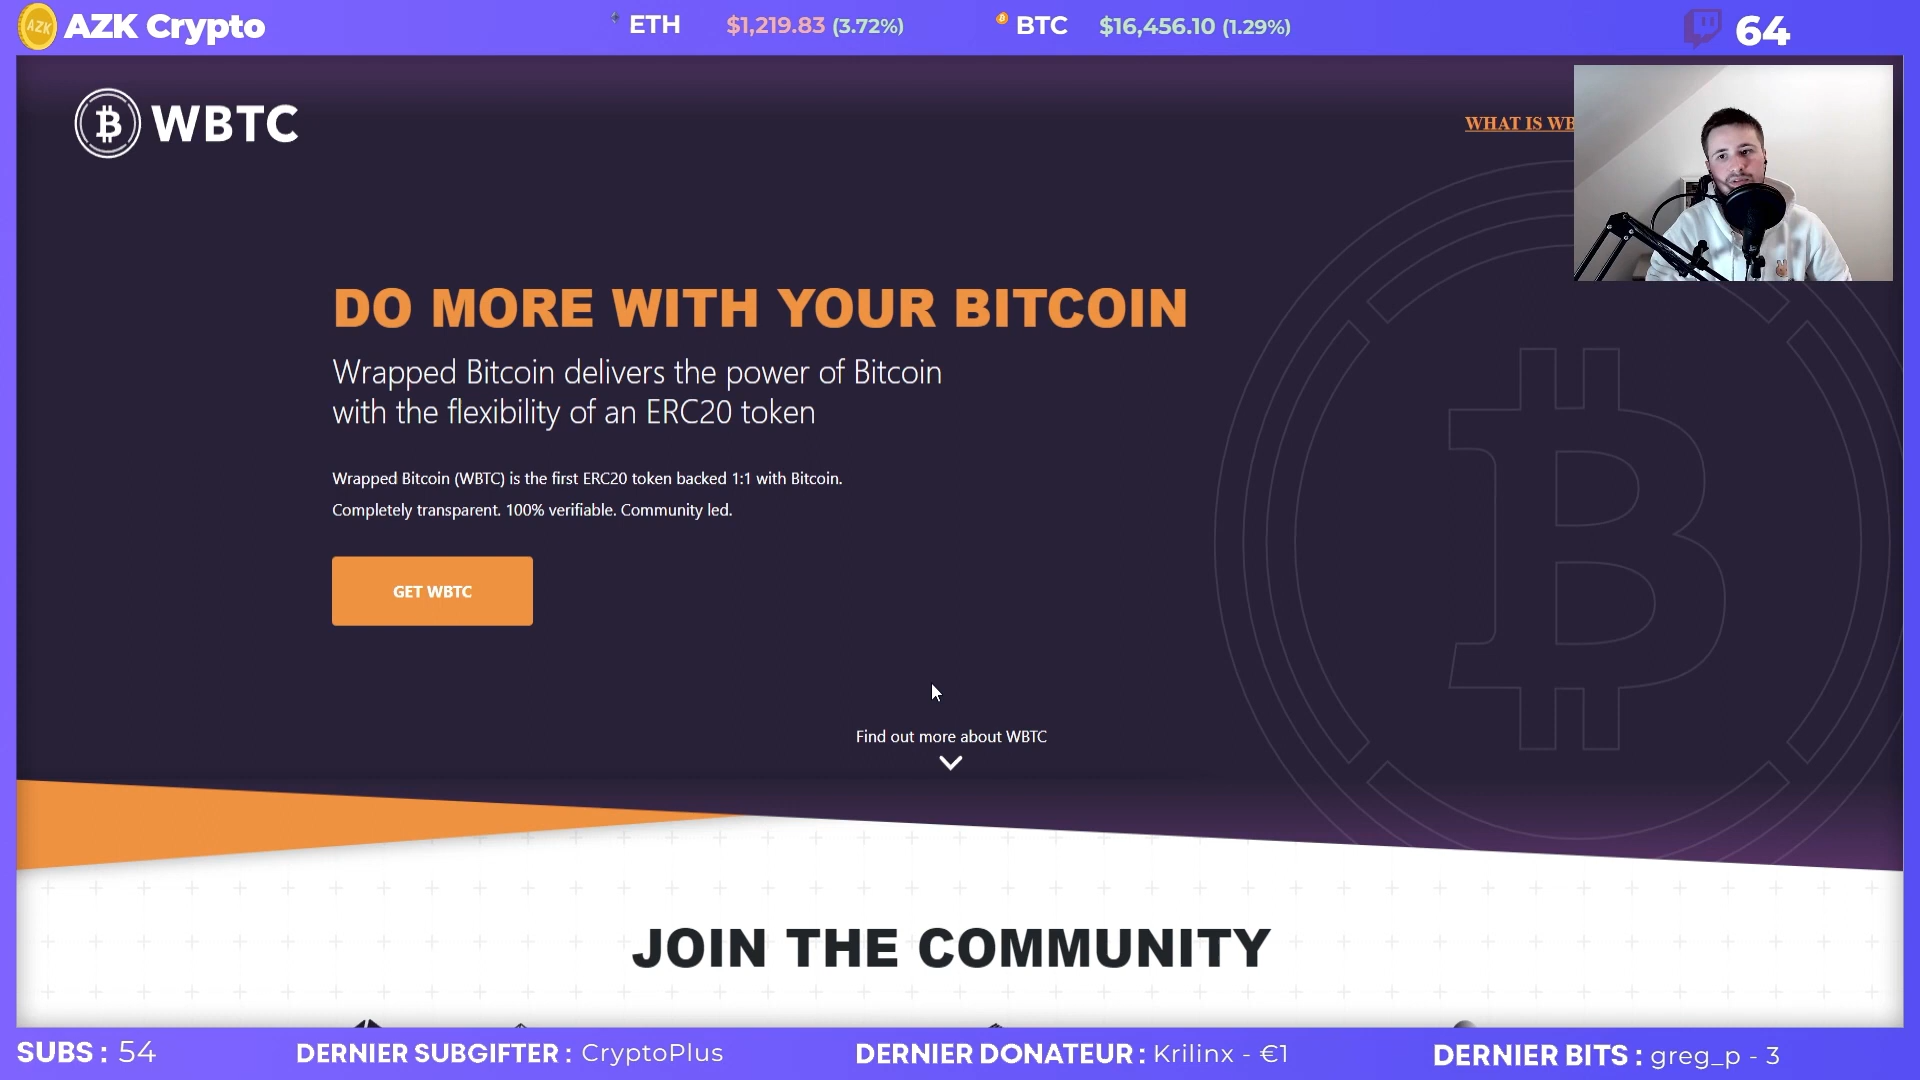 AZK
AZK Crypto
ETH $1,219.83 (3.72%)
BTC $16,456.10 (1.29%)
64
WBTC
WHAT IS WB
DO MORE WITH YOUR BITCOIN
Wrapped Bitcoin delivers the power of Bitcoin
with the flexibility of an ERC20 token
Wrapped Bitcoin (WBTC) is the first ERC20 token backed 1:1 with Bitcoin.
Completely transparent. 100% verifiable. Community led.
GET WBTC
Find out more about WBTC
JOIN THE COMMUNITY
SUBS : 54
DERNIER SUBGIFTER : CryptoPlus
DERNIER DONATEUR : Krilinx - €1
DERNIER BITS : greg_p - 3